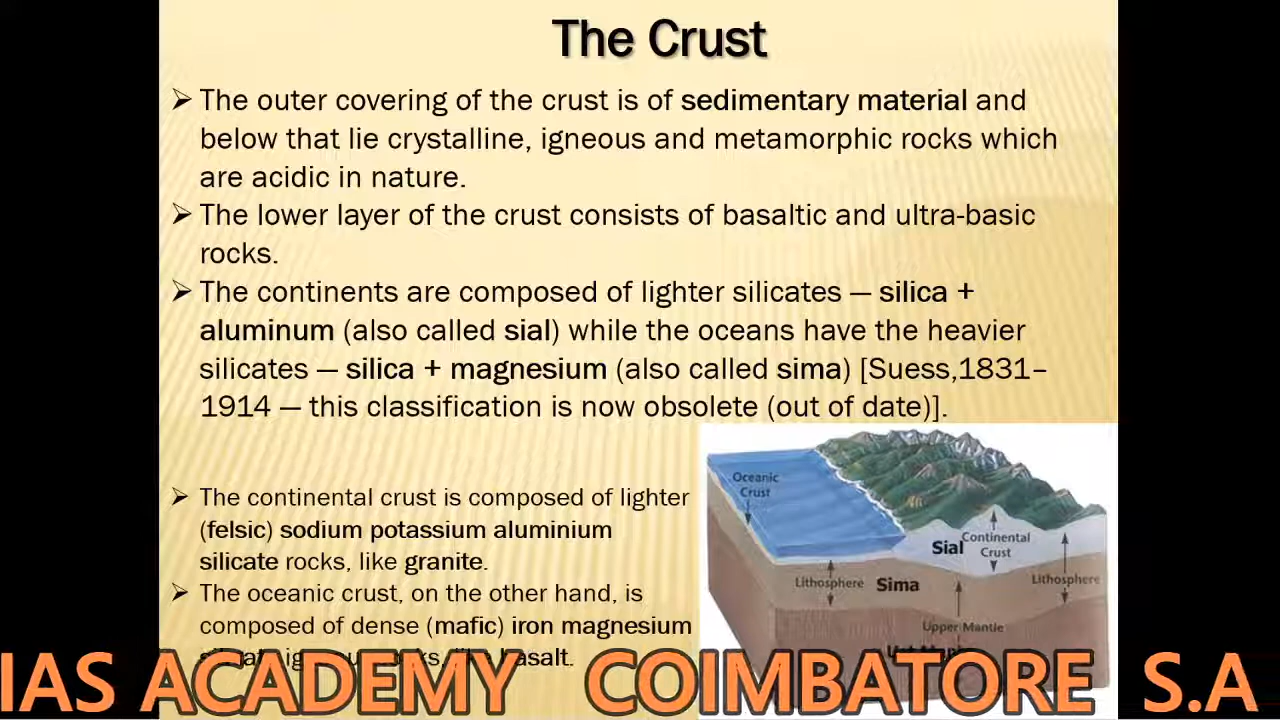 The Crust
➢ The outer covering of the crust is of sedimentary material and
below that lie crystalline, igneous and metamorphic rocks which
are acidic in nature.
➢ The lower layer of the crust consists of basaltic and ultra-basic
rocks.
➢ The continents are composed of lighter silicates — silica +
aluminum (also called sial) while the oceans have the heavier
silicates — silica + magnesium (also called sima) [Suess,1831–
1914 — this classification is now obsolete (out of date)].
➢ The continental crust is composed of lighter
(felsic) sodium potassium aluminium
silicate rocks, like granite.
➢ The oceanic crust, on the other hand, is
composed of dense (mafic) iron magnesium
basalt.
Oceanic
Crust
Sial
Continental
Crust
Lithosphere
Sima
Lithosphere
Upper Mantle
IAS ACADEMY COIMBATORE S.A